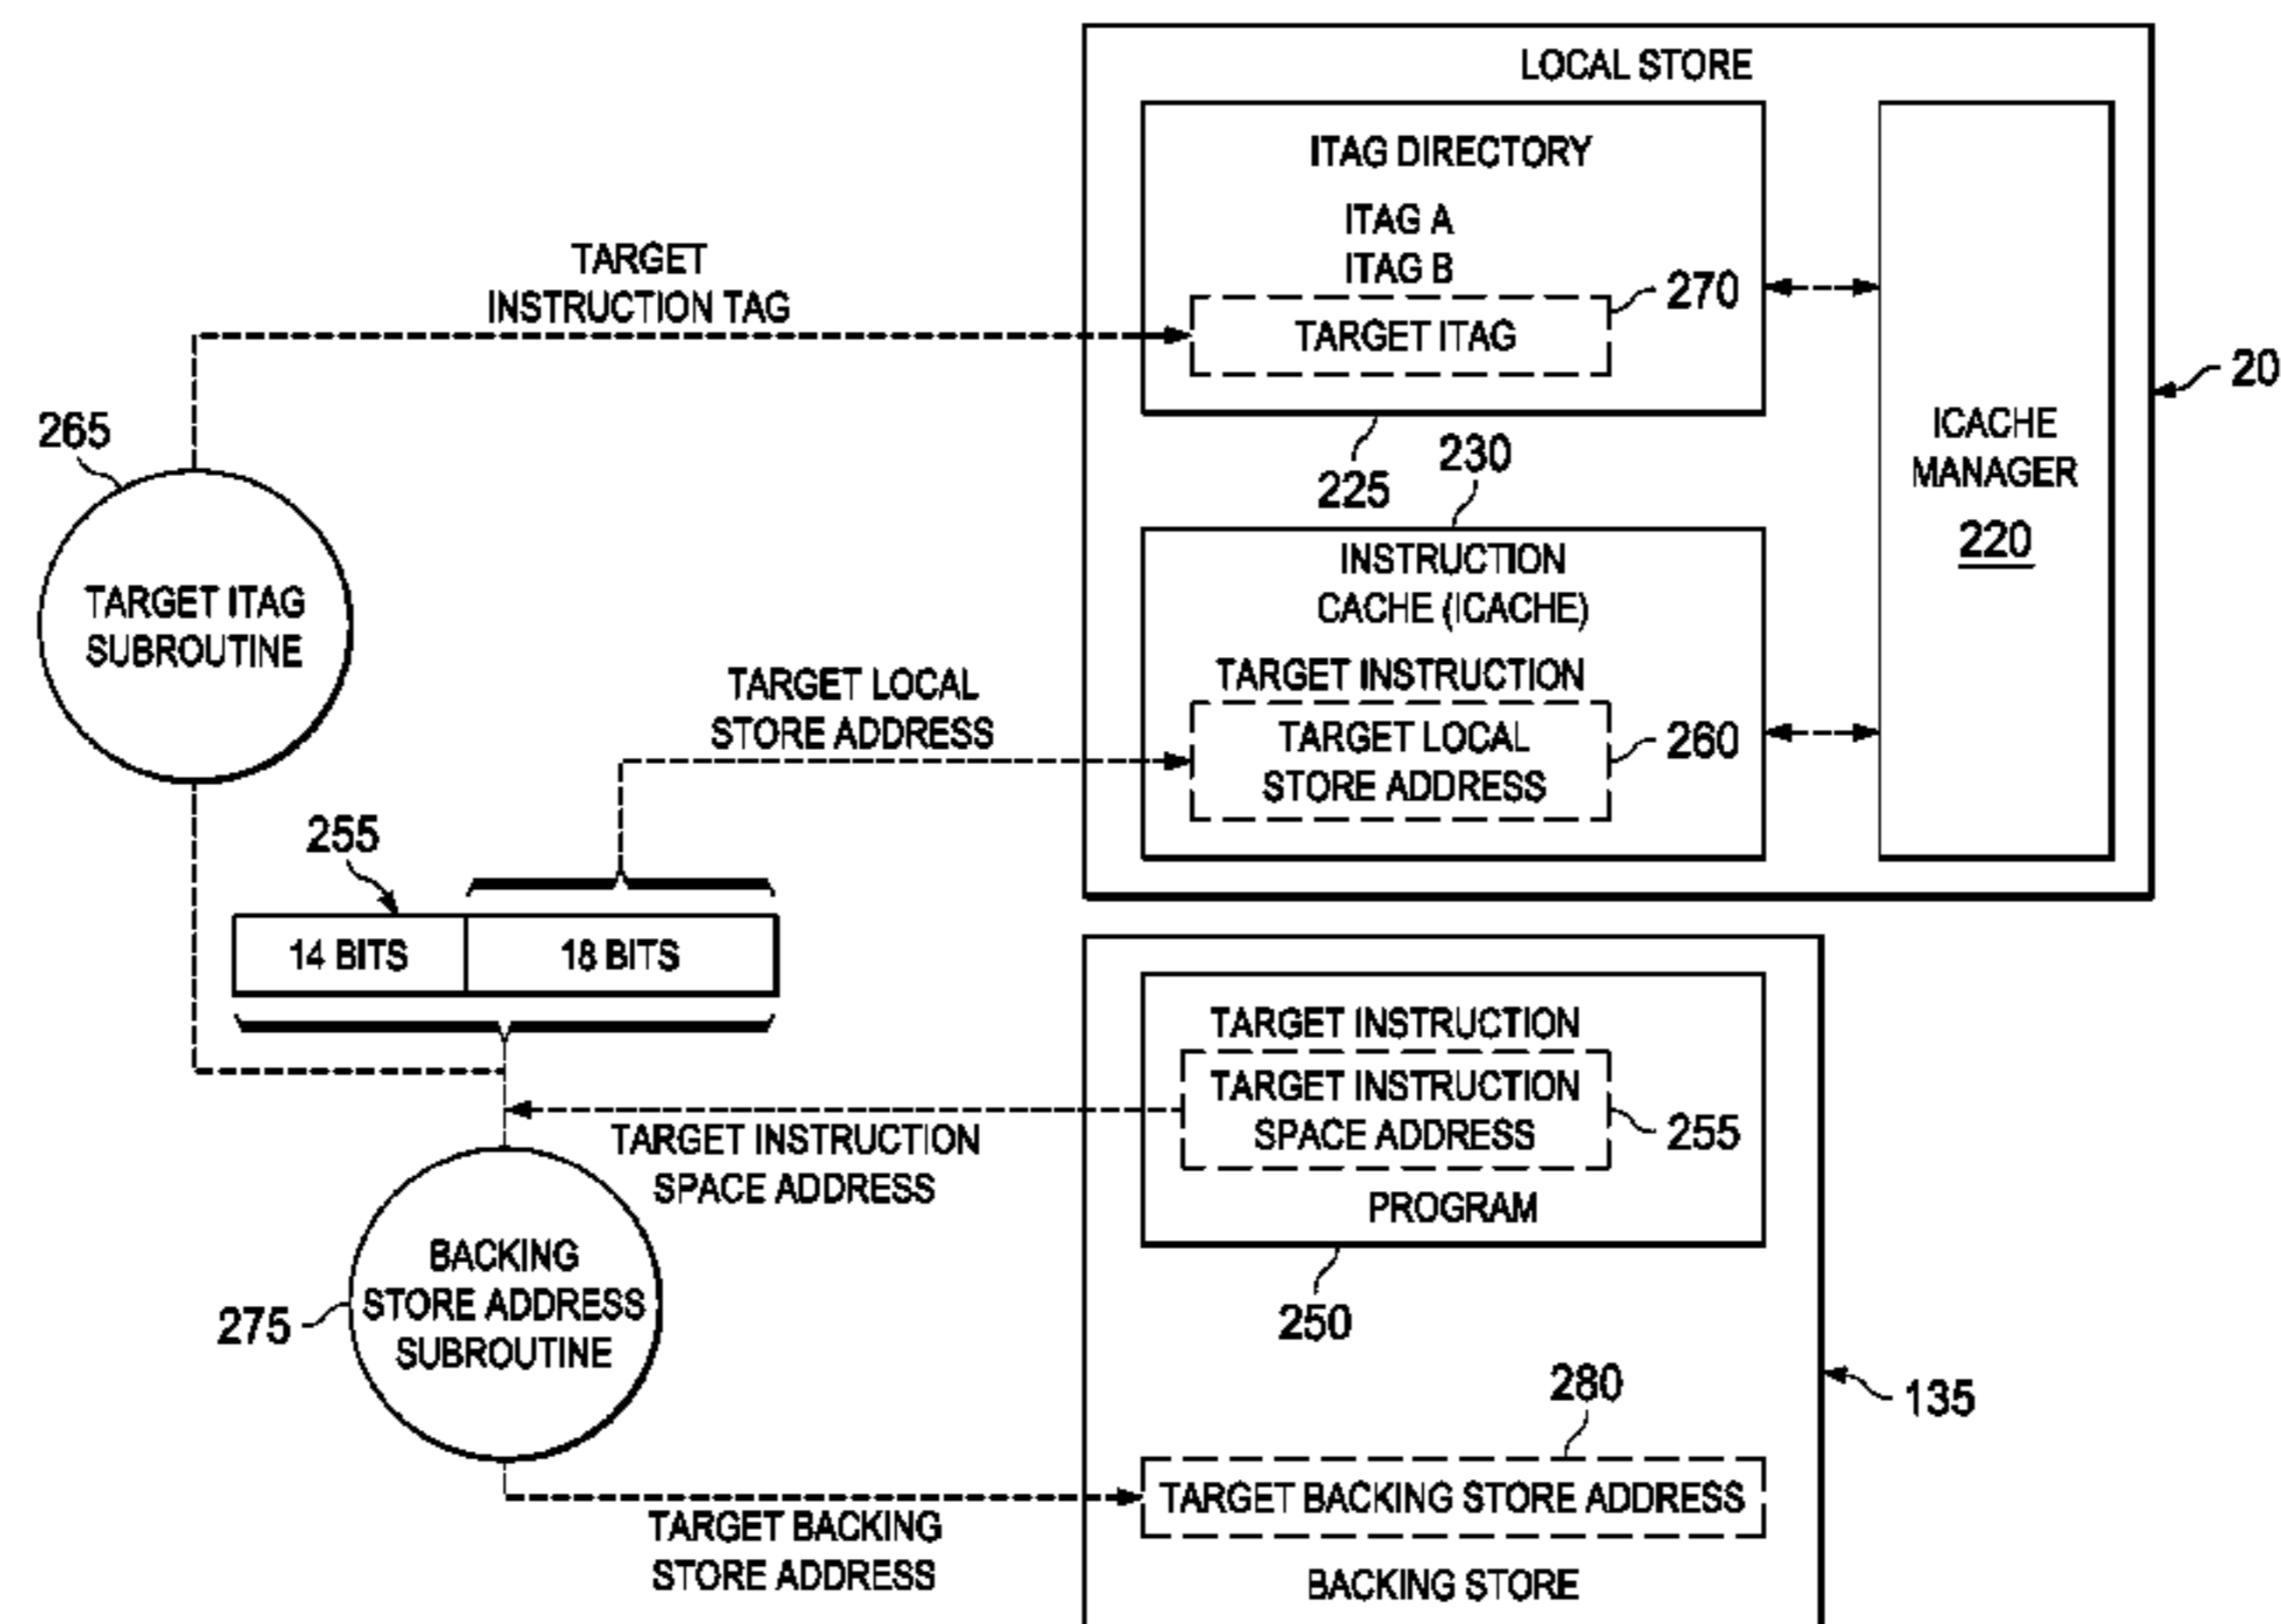 LOCAL STORE
ITAG DIRECTORY
ITAG A
ITAG B
TARGET
INSTRUCTION TAG
270
TARGET ITAG
20
265
225
230
ICACHE
MANAGER
220
INSTRUCTION
CACHE (ICACHE)
TARGET ITAG
SUBROUTINE
TARGET INSTRUCTION
TARGET LOCAL
STORE ADDRESS
TARGET LOCAL
STORE ADDRESS
260
255
14 BITS
18 BITS
TARGET INSTRUCTION
TARGET INSTRUCTION
SPACE ADDRESS
255
TARGET INSTRUCTION
SPACE ADDRESS
PROGRAM
250
BACKING
STORE ADDRESS
SUBROUTINE
275
280
135
TARGET BACKING STORE ADDRESS
TARGET BACKING
STORE ADDRESS
BACKING STORE